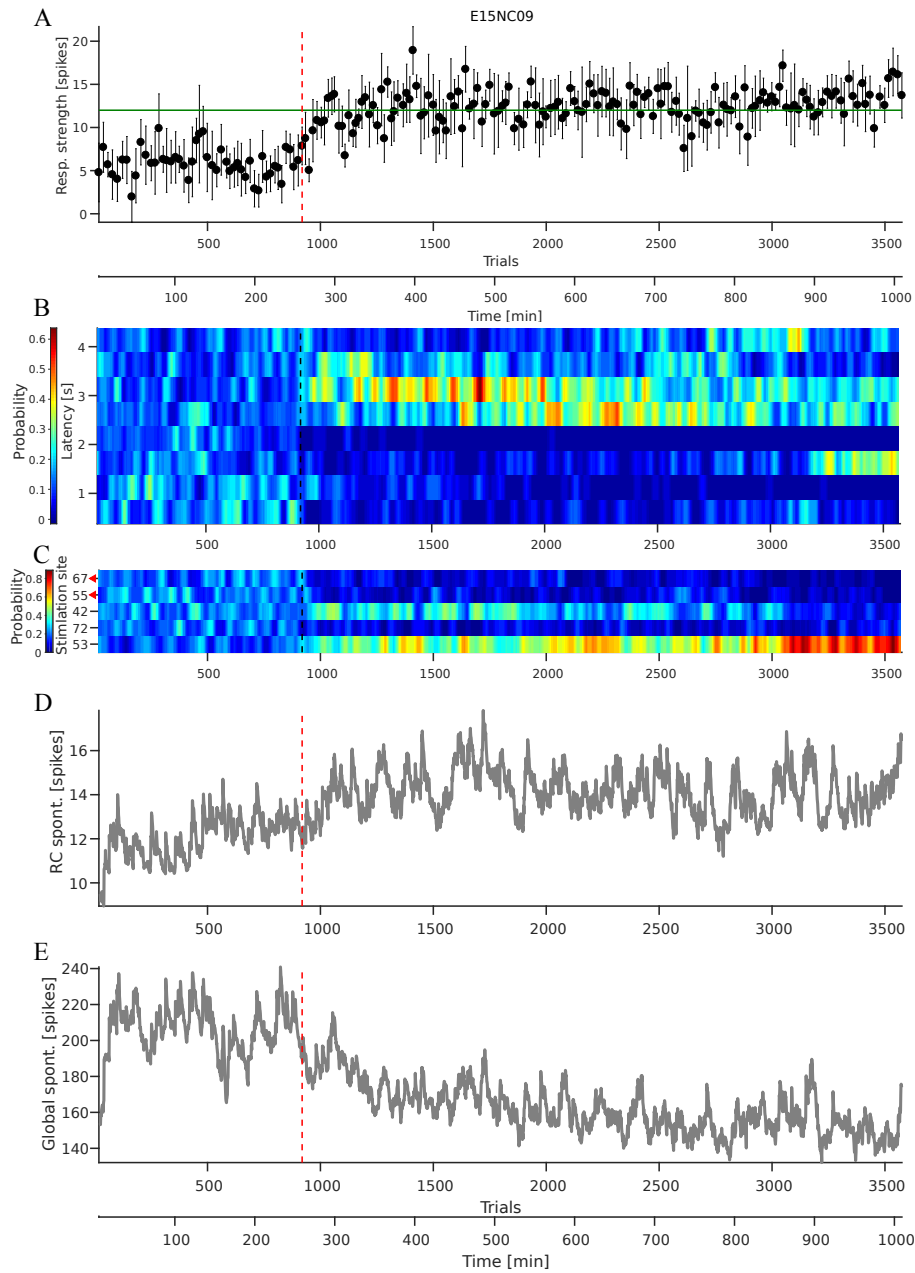 E15NC09
A
Resp. strength [spikes]
20
15
10
5
0
500 1000 1500 2000 2500 3000 3500
Trials
100 200 300 400 500 600 700 800 900 1000
Time [min]
B
Probability
0.6
0.5
0.4
0.3
0.2
0.1
0
Latency [s]
4
3
2
1
500 1000 1500 2000 2500 3000 3500
C
Probability
0.8
0.6
0.4
0.2
0
Stimlation site
67
55
42
72
53
500 1000 1500 2000 2500 3000 3500
D
RC spont. [spikes]
16
14
12
10
500 1000 1500 2000 2500 3000 3500
E
Global spont. [spikes]
240
220
200
180
160
140
500 1000 1500 2000 2500 3000 3500
Trials
100 200 300 400 500 600 700 800 900 1000
Time [min]